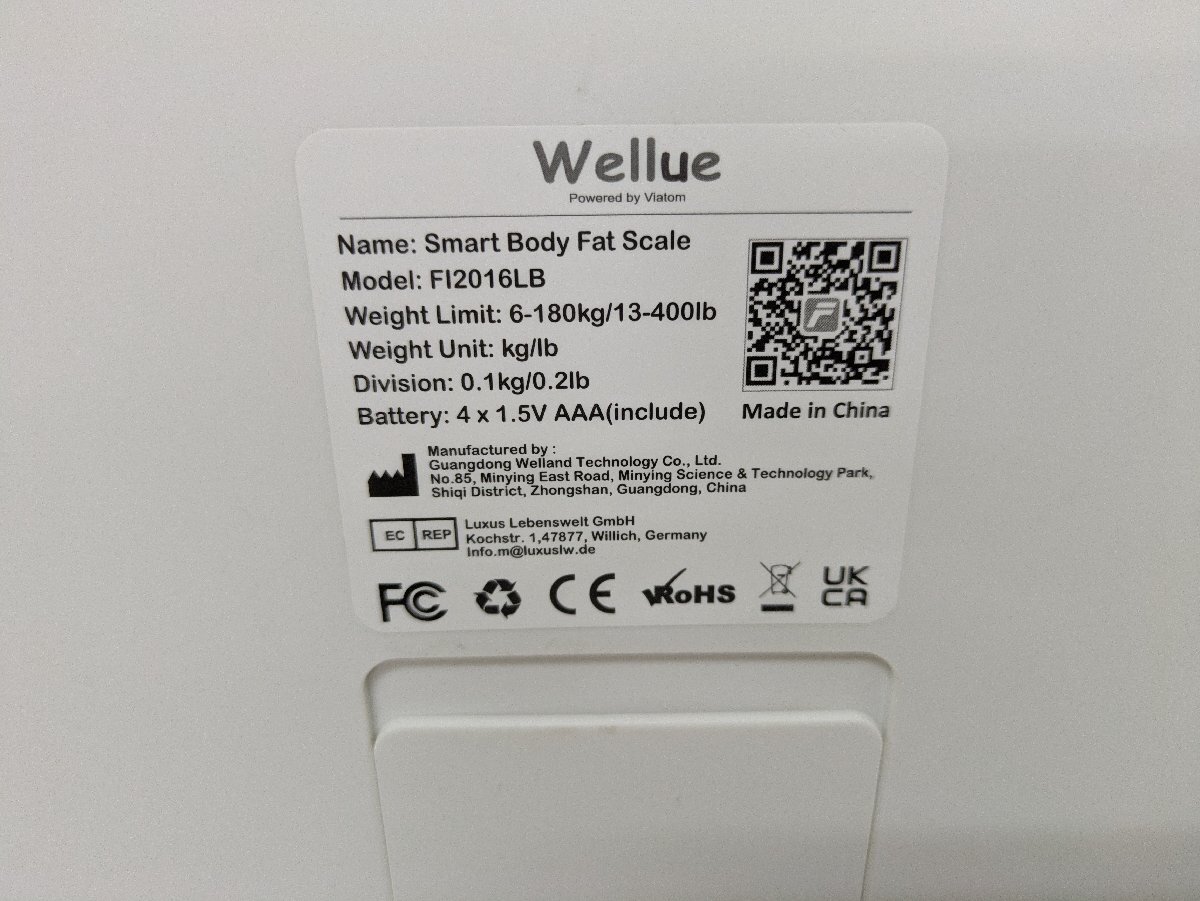 Wellue
Powered by Viatom
Name: Smart Body Fat Scale
Model: FI2016LB
Weight Limit: 6-180kg/13-400lb
Weight Unit: kg/lb
Division: 0.1kg/0.2lb
Battery: 4 x 1.5V AAA(include)
Made in China
Manufactured by :
Guangdong Welland Technology Co., Ltd.
No.85, Minying East Road, Minying Science & Technology Park,
Shiqi District, Zhongshan, Guangdong, China
EC REP
Luxus Lebenswelt GmbH
Kochstr. 1,47877, Willich, Germany
Info.m@luxuslw.de
FC CE RoHS UK
CA